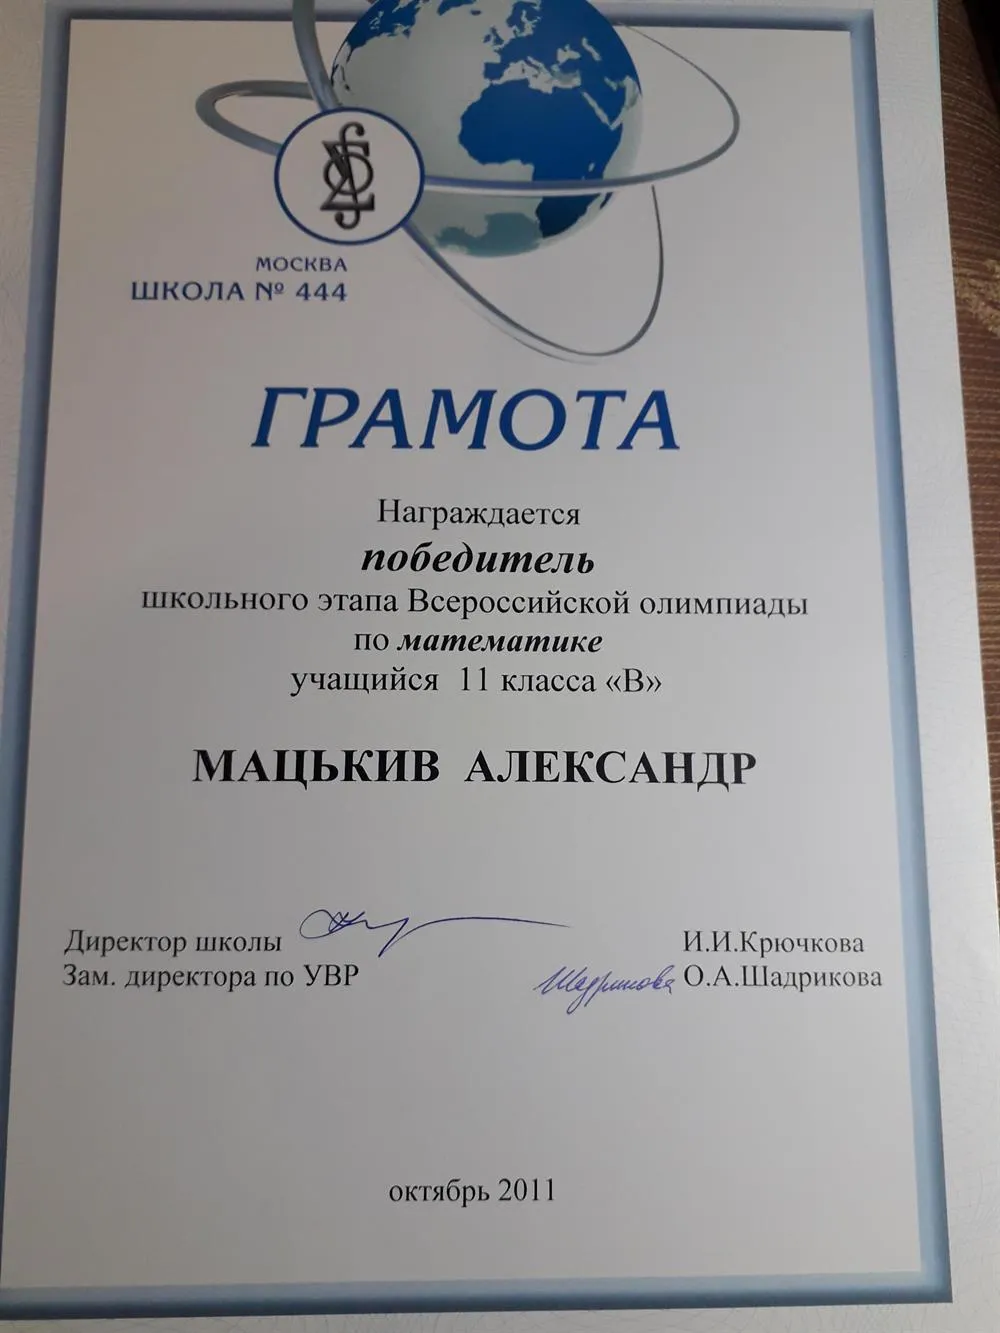 МОСКВА
ШКОЛА № 444
ГРАМОТА
Награждается
победитель
школьного этапа Всероссийской олимпиады
по математике
учащийся 11 класса «В»
МАЦЬКИВ АЛЕКСАНДР
Директор школы И.И.Крючкова
Зам. директора по УВР Шадрикова О.А.Шадрикова
октябрь 2011